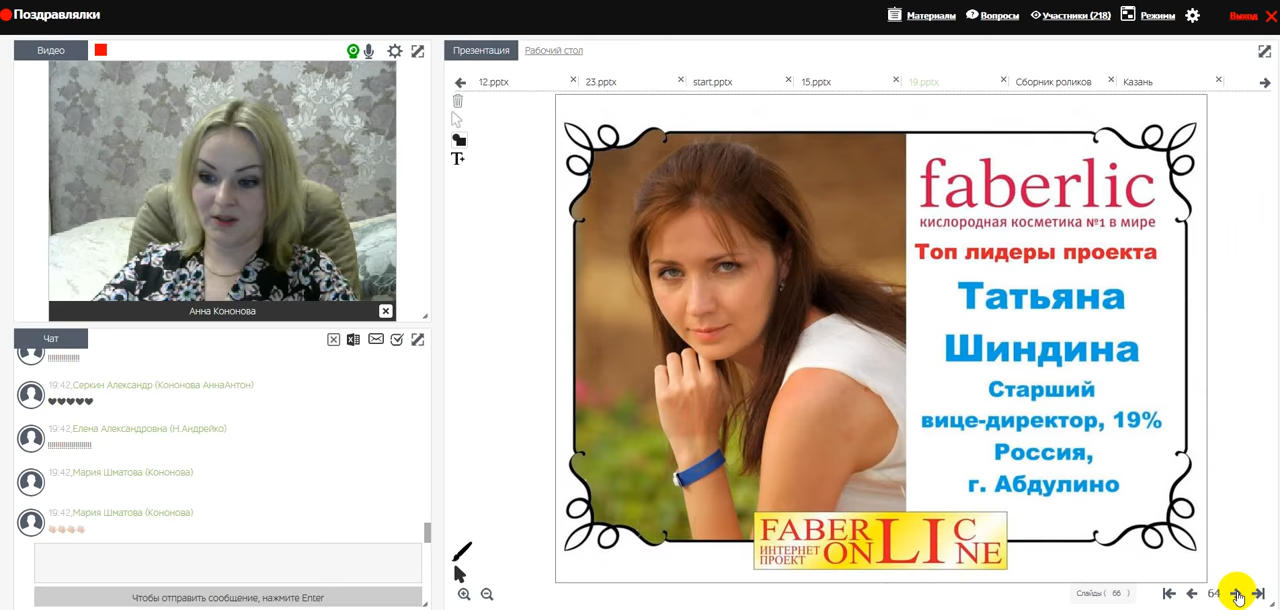 Поздравлялки
Материалы
Вопросы
Участники (218)
Режимы
Выход
Видео
Анна Кононова
Чат
!!!!!!!!!!!!!!!!
19:42, Серкин Александр (Кононова АннаАнтон)
♥♥♥♥♥
19:42, Елена Александровна (Н.Андрейко)
!!!!!!!!!!!!!!!!!!!!!!
19:42, Мария Шматова (Кононова)
19:42, Мария Шматова (Кононова)
Чтобы отправить сообщение, нажмите Enter
Презентация
Рабочий стол
12.pptx
23.pptx
start.pptx
15.pptx
19.pptx
Сборник роликов
Казань
T+
faberlic
кислородная косметика №1 в мире
Топ лидеры проекта
Татьяна
Шиндина
Старший
вице-директор, 19%
Россия,
г. Абдулино
FABERLIC
ИНТЕРНЕТ
ПРОЕКТ
ONLINE
Слайды ( 66 )
64